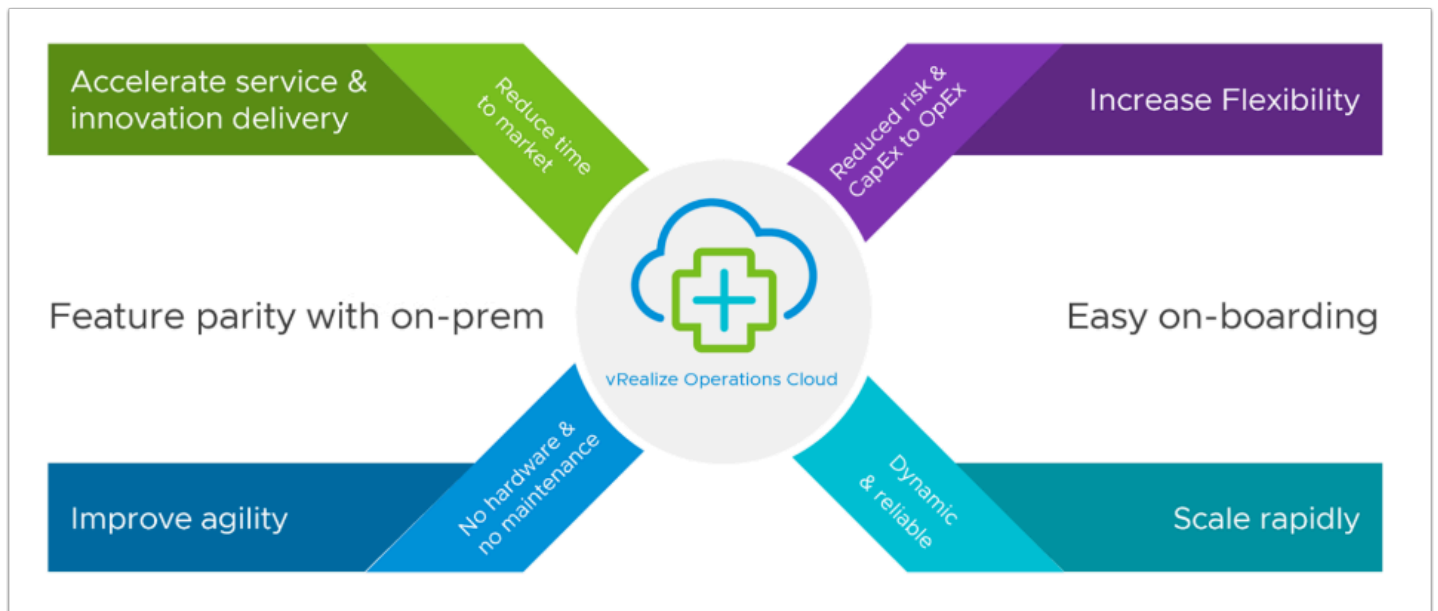 Accelerate service &
innovation delivery
Reduce time
to market
Reduced risk &
CapEx to OpEx
Increase Flexibility
Feature parity with on-prem
vRealize Operations Cloud
Easy on-boarding
Improve agility
No hardware &
no maintenance
Dynamic
& reliable
Scale rapidly